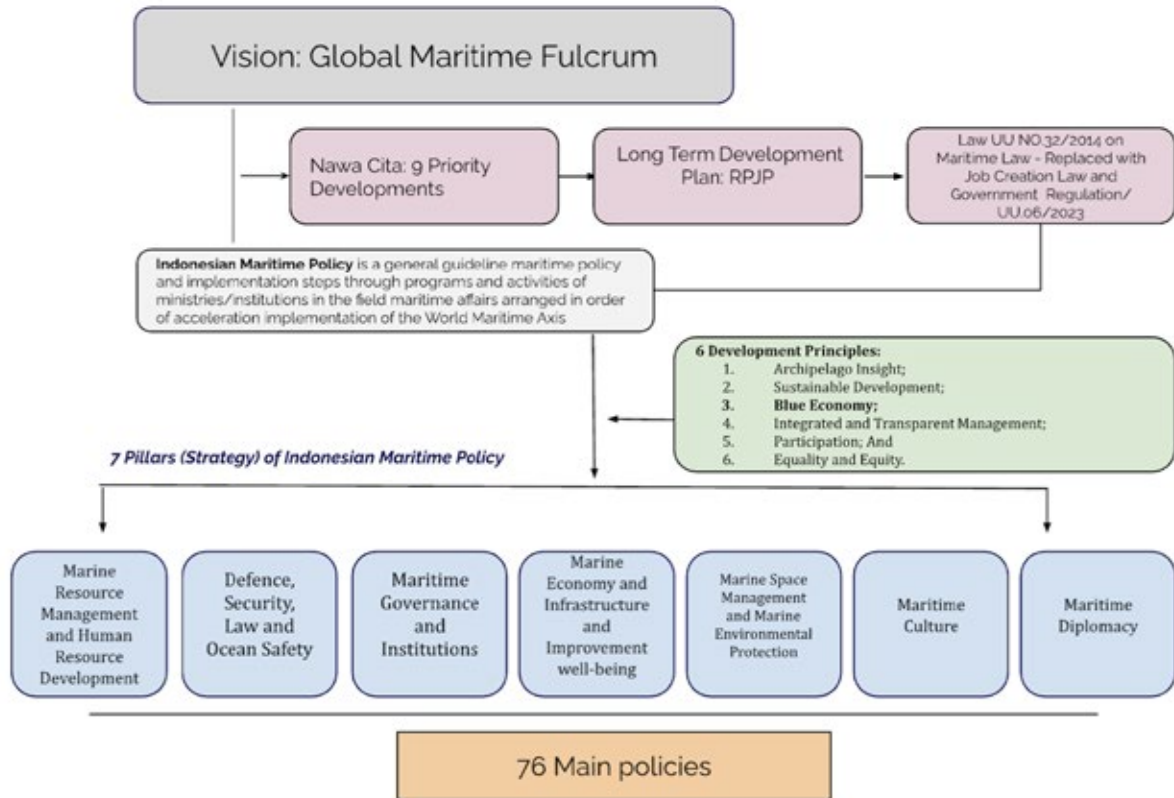 Vision: Global Maritime Fulcrum
Nawa Cita: 9 Priority
Developments
Long Term Development
Plan: RPJP
Law UU NO.32/2014 on
Maritime Law - Replaced with
Job Creation Law and
Government Regulation/
UU.06/2023
Indonesian Maritime Policy is a general guideline maritime policy
and implementation steps through programs and activities of
ministries/institutions in the field maritime affairs arranged in order
of acceleration implementation of the World Maritime Axis
6 Development Principles:
1. Archipelago Insight;
2. Sustainable Development;
3. Blue Economy;
4. Integrated and Transparent Management;
5. Participation; And
6. Equality and Equity.
7 Pillars (Strategy) of Indonesian Maritime Policy
Marine
Resource
Management
and Human
Resource
Development
Defence,
Security,
Law and
Ocean Safety
Maritime
Governance
and
Institutions
Marine
Economy and
Infrastructure
and
Improvement
well-being
Marine Space
Management
and Marine
Environmental
Protection
Maritime
Culture
Maritime
Diplomacy
76 Main policies